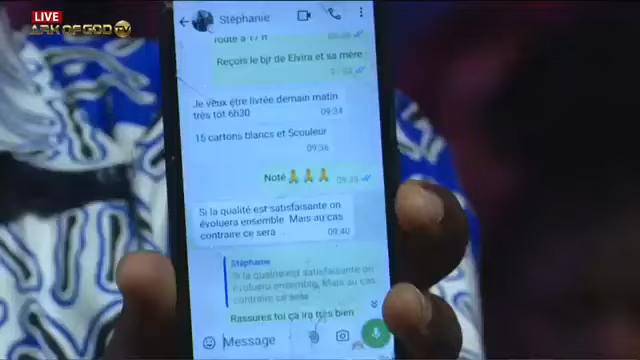 LIVE
ARK OF GOD TV
Stéphanie
route à 17 h
Reçois le bjr de Elvira et sa mère
Je veux être livrée demain matin
très tot 6h30
09:34
15 cartons blancs et 5couleur
09:36
Noté🙏🙏🙏 09:39
Si la qualité est satisfaisante on
évoluera ensemble. Mais au cas
contraire ce sera ...
09:40
Stéphanie
Si la qualité est satisfaisante on
évoluera ensemble. Mais au cas
contraire ce sera
Rassures toi ça ira très bien
Message